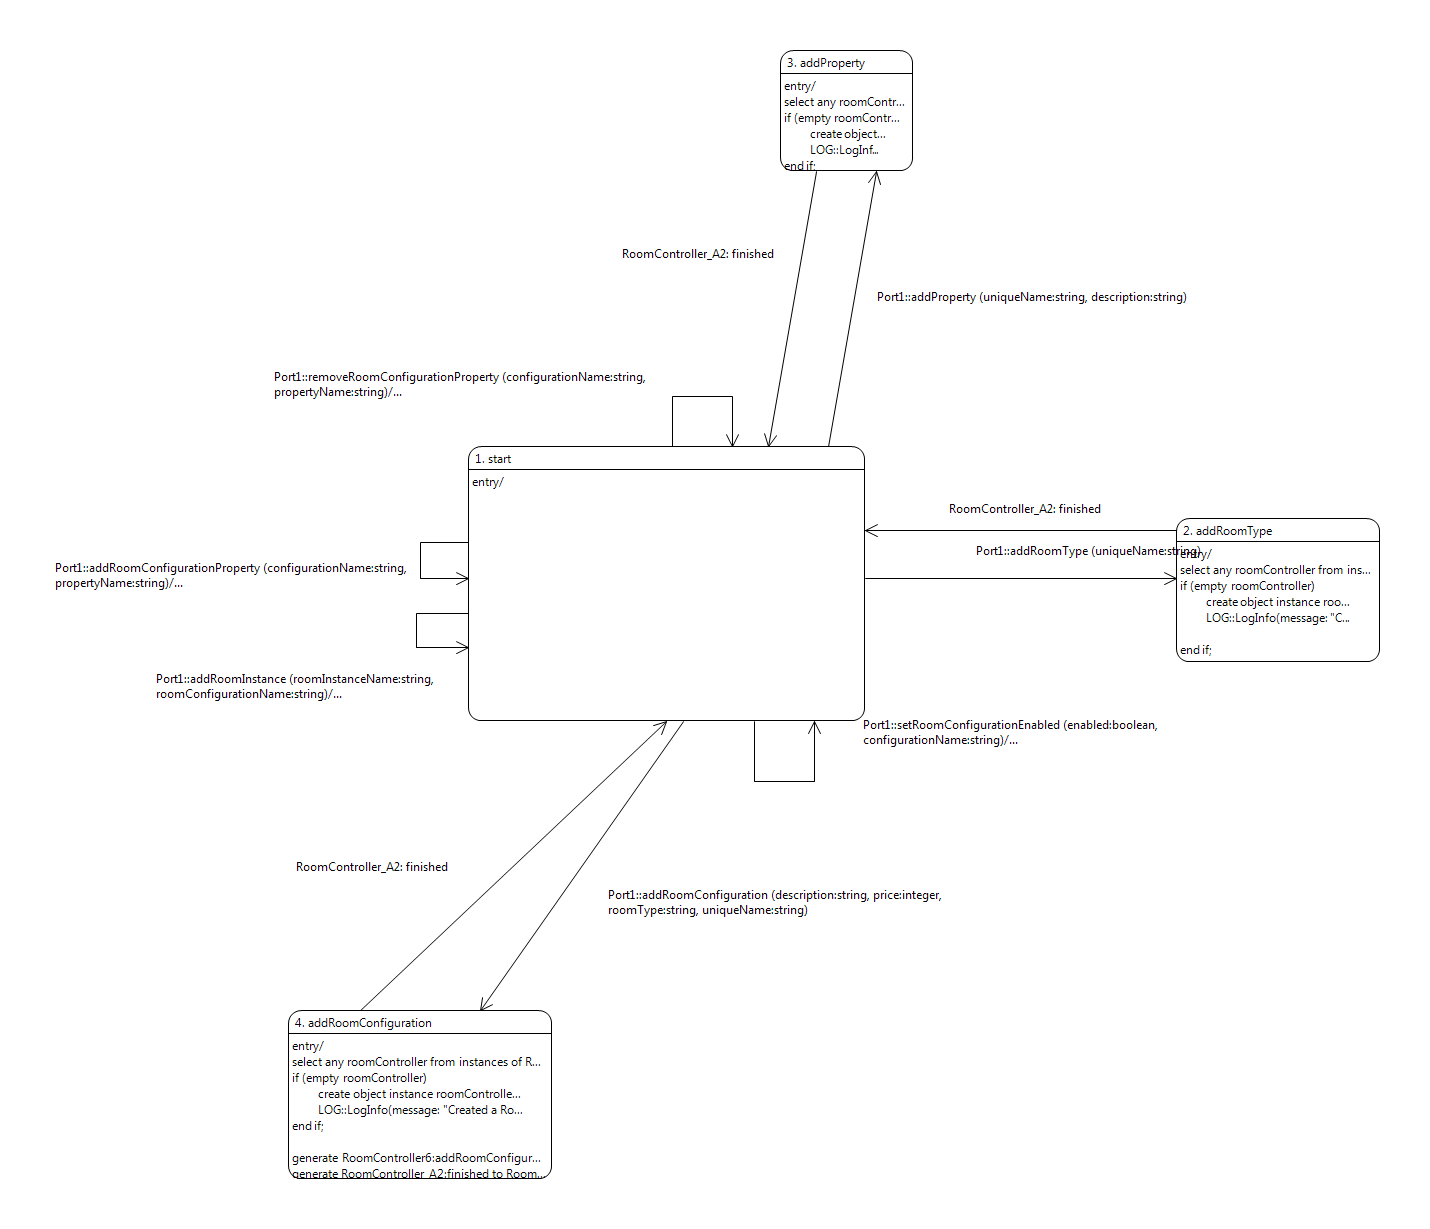 3. addProperty
entry/
select any roomContr...
if (empty roomContr...
create object...
LOG::LogInf...
end if;
RoomController_A2: finished
Port1::addProperty (uniqueName:string, description:string)
Port1::removeRoomConfigurationProperty (configurationName:string,
propertyName:string)/...
1. start
entry/
RoomController_A2: finished
2. addRoomType
Port1::addRoomType (uniqueName:string)
entry/
select any roomController from ins...
if (empty roomController)
create object instance roo...
LOG::LogInfo(message: "C...
end if;
Port1::addRoomConfigurationProperty (configurationName:string,
propertyName:string)/...
Port1::addRoomInstance (roomInstanceName:string,
roomConfigurationName:string)/...
Port1::setRoomConfigurationEnabled (enabled:boolean,
configurationName:string)/...
RoomController_A2: finished
Port1::addRoomConfiguration (description:string, price:integer,
roomType:string, uniqueName:string)
4. addRoomConfiguration
entry/
select any roomController from instances of R...
if (empty roomController)
create object instance roomControlle...
LOG::LogInfo(message: "Created a Ro...
end if;
generate RoomController6:addRoomConfigur...
generate RoomController_A2:finished to Room...